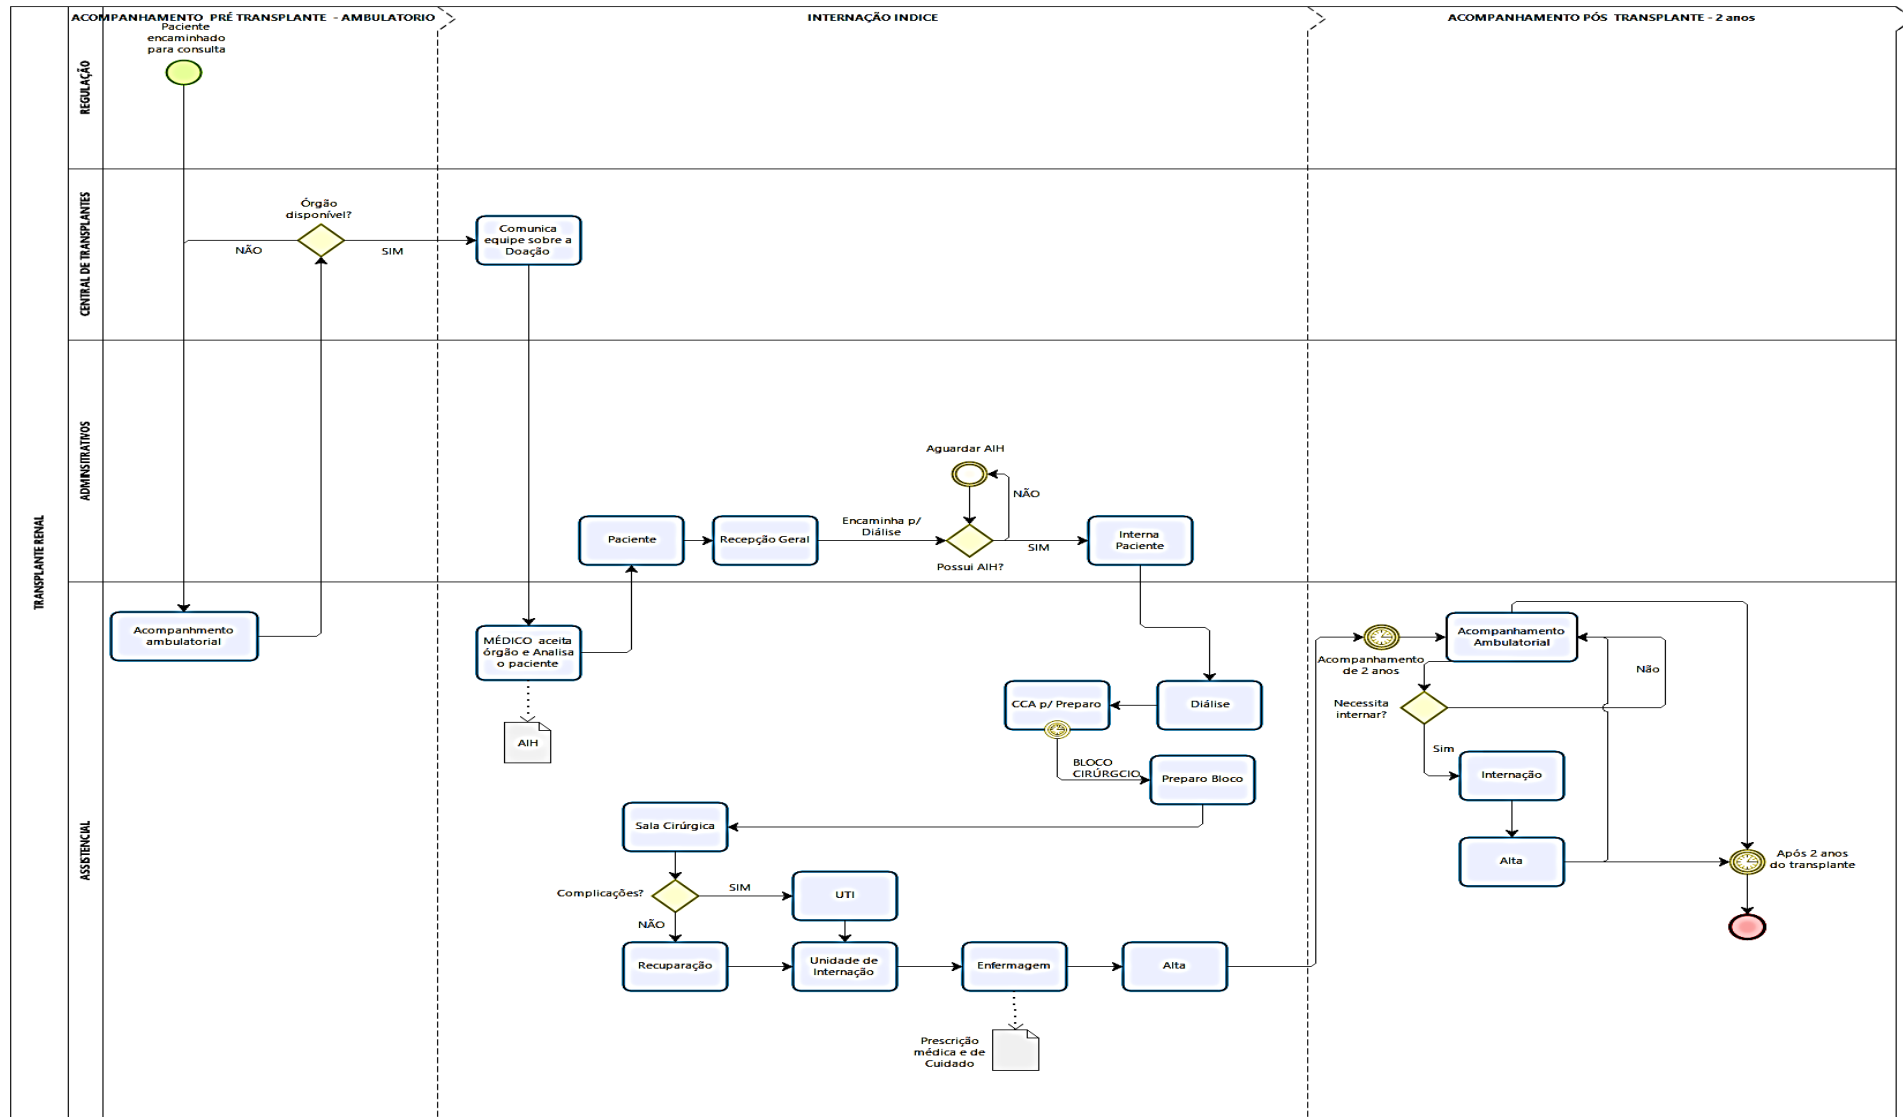 ACOMPANHAMENTO PRÉ TRANSPLANTE - AMBULATORIO
INTERNAÇÃO INDICE
ACOMPANHAMENTO PÓS TRANSPLANTE - 2 anos
TRANSPLANTE RENAL
REGULAÇÃO
Paciente
encaminhado
para consulta
CENTRAL DE TRANSPLANTES
Órgão
disponível?
NÃO
SIM
Comunica
equipe sobre a
Doação
ADMINSITRATIVOS
Aguardar AIH
NÃO
Paciente
Recepção Geral
Encaminha p/
Diálise
Possui AIH?
SIM
Interna
Paciente
ASSISTENCIAL
Acompanhmento
ambulatorial
MÉDICO aceita
órgão e Analisa
o paciente
AIH
CCA p/ Preparo
Diálise
BLOCO
CIRÚRGCIO
Preparo Bloco
Sala Cirúrgica
Complicações?
SIM
UTI
NÃO
Recuparação
Unidade de
Internação
Enfermagem
Alta
Prescrição
médica e de
Cuidado
Acompanhamento
de 2 anos
Acompanhamento
Ambulatorial
Não
Necessita
internar?
Sim
Internação
Alta
Após 2 anos
do transplante